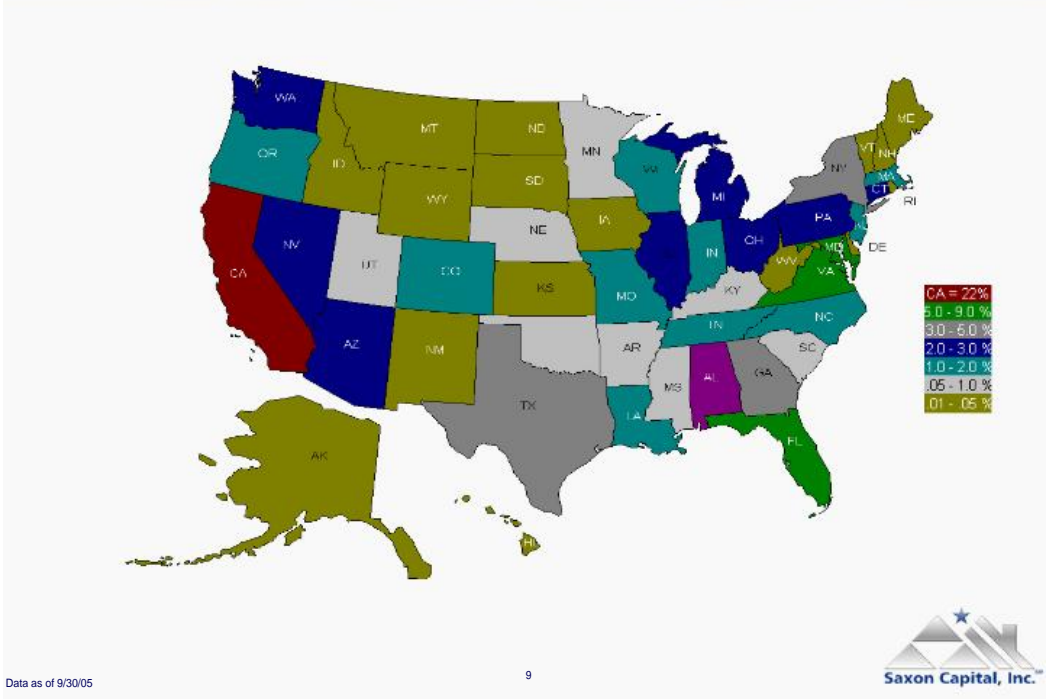 WA
MT
ND
ME
MN
VT
NH
OR
ID
SD
WI
NY
MA
WY
MI
CT
RI
IA
PA
NJ
NE
OH
NV
UT
CO
IN
WV
MD
DE
CA
KS
MO
KY
VA
TN
NC
AZ
NM
AR
SC
MS
AL
GA
TX
LA
FL
AK
HI
CA = 22%
5.0 - 9.0 %
3.0 - 5.0 %
2.0 - 3.0 %
1.0 - 2.0 %
.05 - 1.0 %
.01 - .05 %
Saxon Capital, Inc.℠
Data as of 9/30/05
9